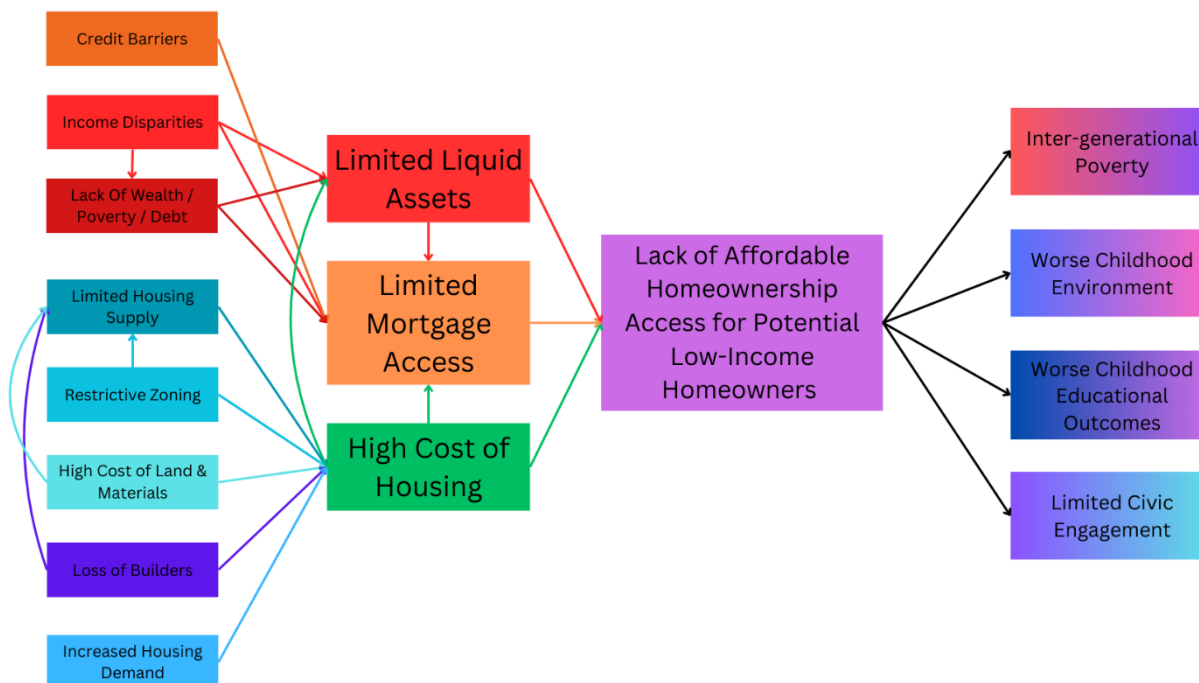 Credit Barriers
Income Disparities
Lack Of Wealth /
Poverty / Debt
Limited Housing
Supply
Restrictive Zoning
High Cost of Land &
Materials
Loss of Builders
Increased Housing
Demand
Limited Liquid
Assets
Limited
Mortgage
Access
High Cost of
Housing
Lack of Affordable
Homeownership
Access for Potential
Low-Income
Homeowners
Inter-generational
Poverty
Worse Childhood
Environment
Worse Childhood
Educational
Outcomes
Limited Civic
Engagement